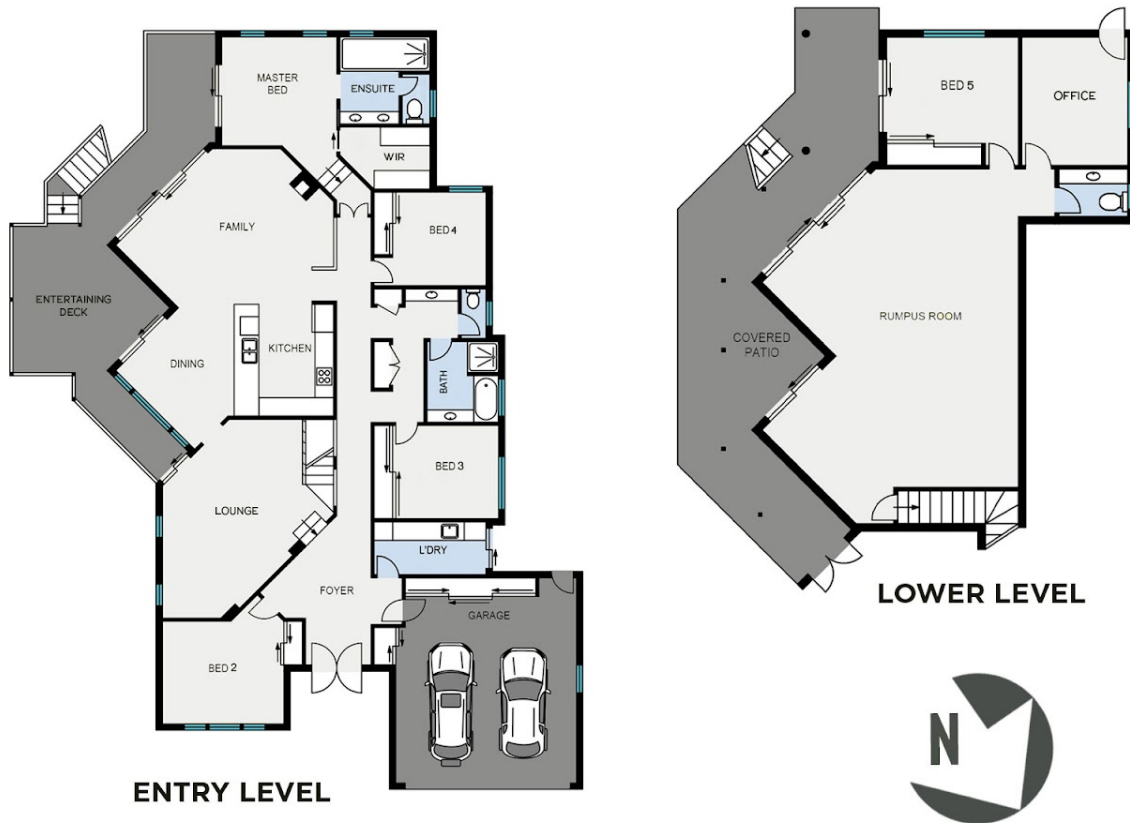 MASTER
BED
ENSUITE
WIR
FAMILY
BED 4
ENTERTAINING
DECK
KITCHEN
DINING
BATH
BED 3
LOUNGE
L'DRY
FOYER
GARAGE
BED 2
ENTRY LEVEL
BED 5
OFFICE
RUMPUS ROOM
COVERED
PATIO
LOWER LEVEL
N